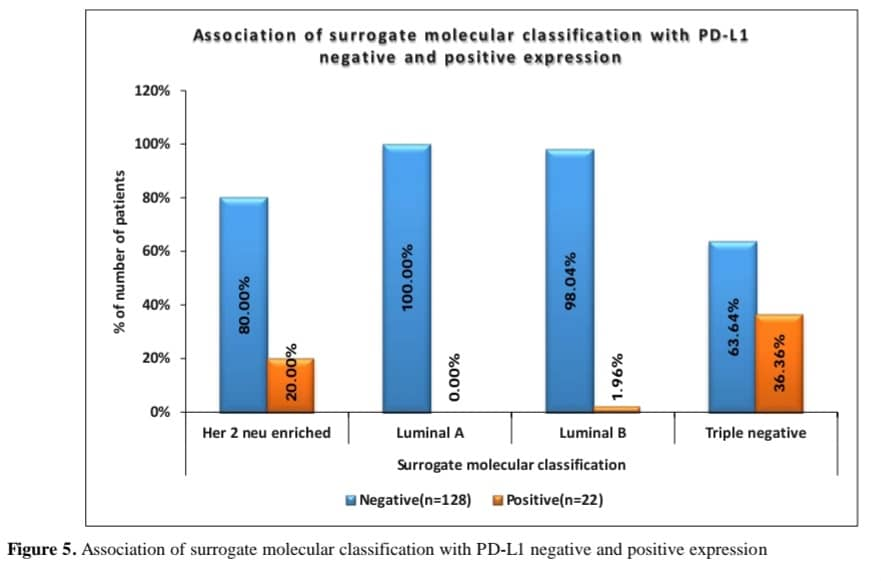 Association of surrogate molecular classification with PD-L1
negative and positive expression
120%
100%
80%
60%
40%
20%
0%
% of number of patients
80.00%
20.00%
100.00%
0.00%
98.04%
1.96%
63.64%
36.36%
Her 2 neu enriched
Luminal A
Luminal B
Triple negative
Surrogate molecular classification
Negative(n=128)
Positive(n=22)
Figure 5. Association of surrogate molecular classification with PD-L1 negative and positive expression